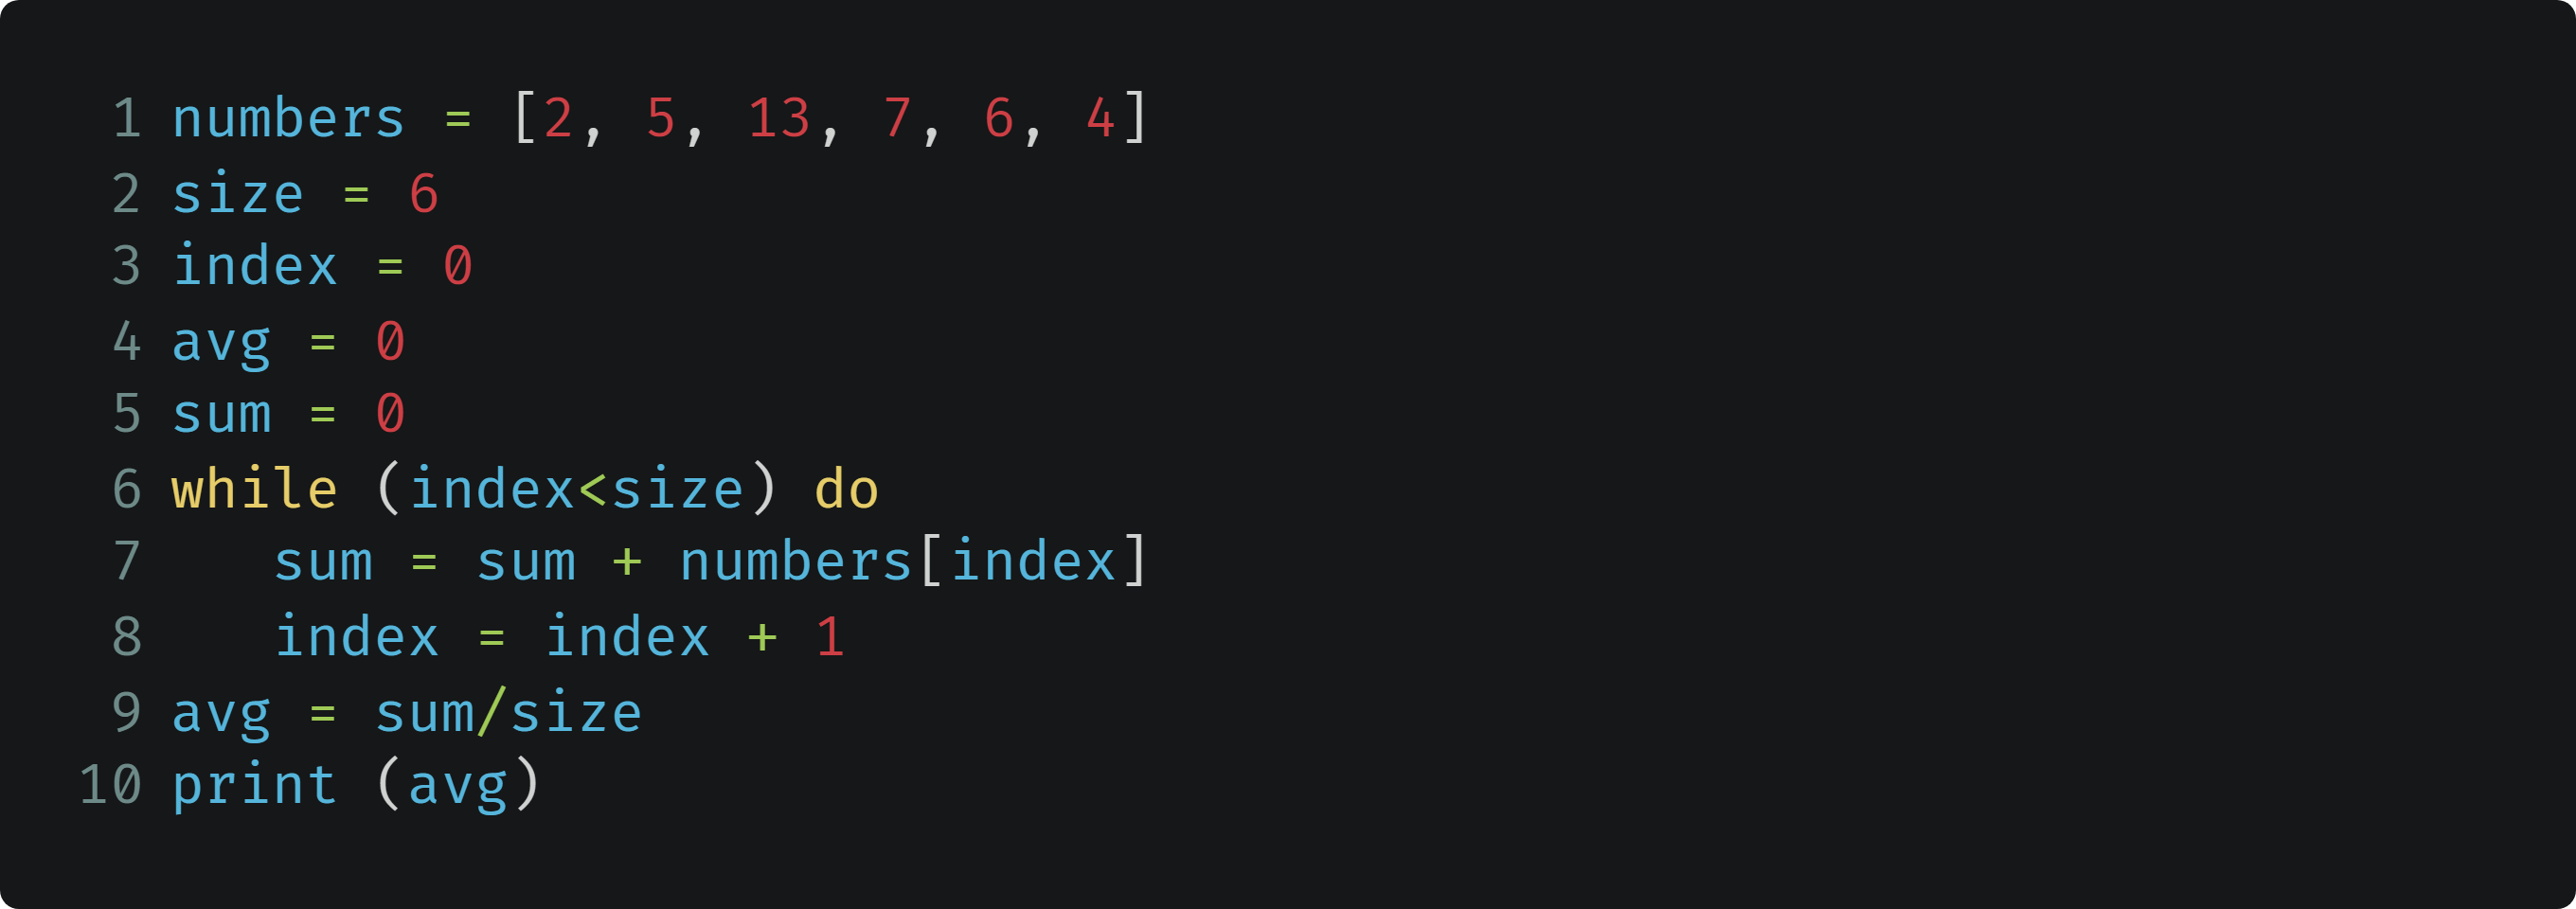 1 numbers = [2, 5, 13, 7, 6, 4]
2 size = 6
3 index = 0
4 avg = 0
5 sum = 0
6 while (index<size) do
7    sum = sum + numbers[index]
8    index = index + 1
9 avg = sum/size
10 print (avg)